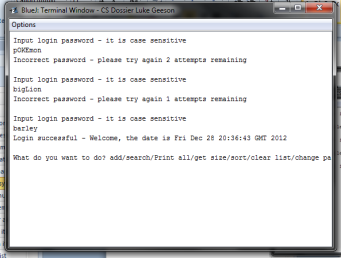 BlueJ: Terminal Window - CS Dossier Luke Geeson
Options
Input login password - it is case sensitive
pOKEmon
Incorrect password - please try again 2 attempts remaining
Input login password - it is case sensitive
bigLion
Incorrect password - please try again 1 attempts remaining
Input login password - it is case sensitive
barley
Login successful - Welcome, the date is Fri Dec 28 20:36:43 GMT 2012
What do you want to do? add/search/Print all/get size/sort/clear list/change pa